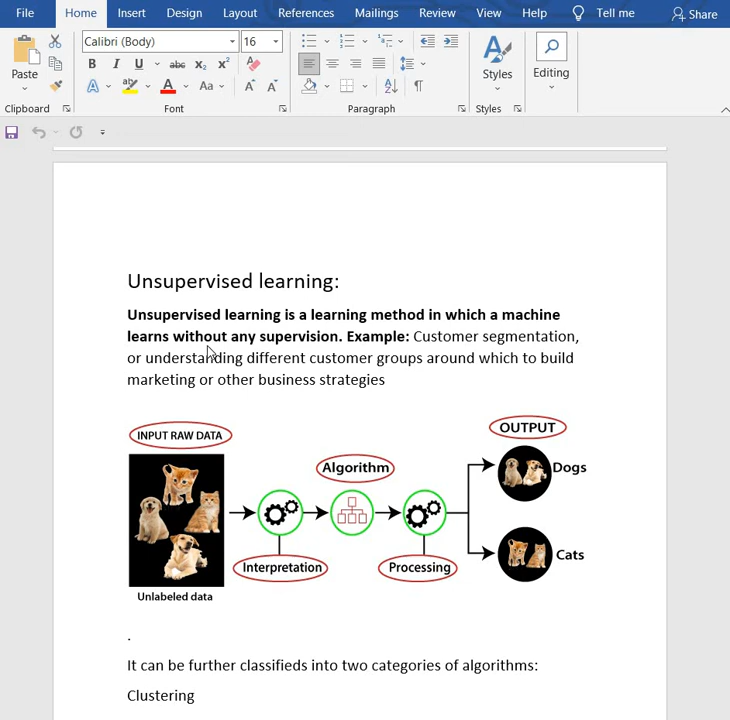 File Home Insert Design Layout References Mailings Review View Help Tell me Share
Calibri (Body) 16
Paste
Styles
Editing
Clipboard Font Paragraph Styles
Unsupervised learning:
Unsupervised learning is a learning method in which a machine
learns without any supervision. Example: Customer segmentation,
or understanding different customer groups around which to build
marketing or other business strategies
INPUT RAW DATA
OUTPUT
Algorithm
Dogs
Cats
Interpretation
Processing
Unlabeled data
.
It can be further classifieds into two categories of algorithms:
Clustering